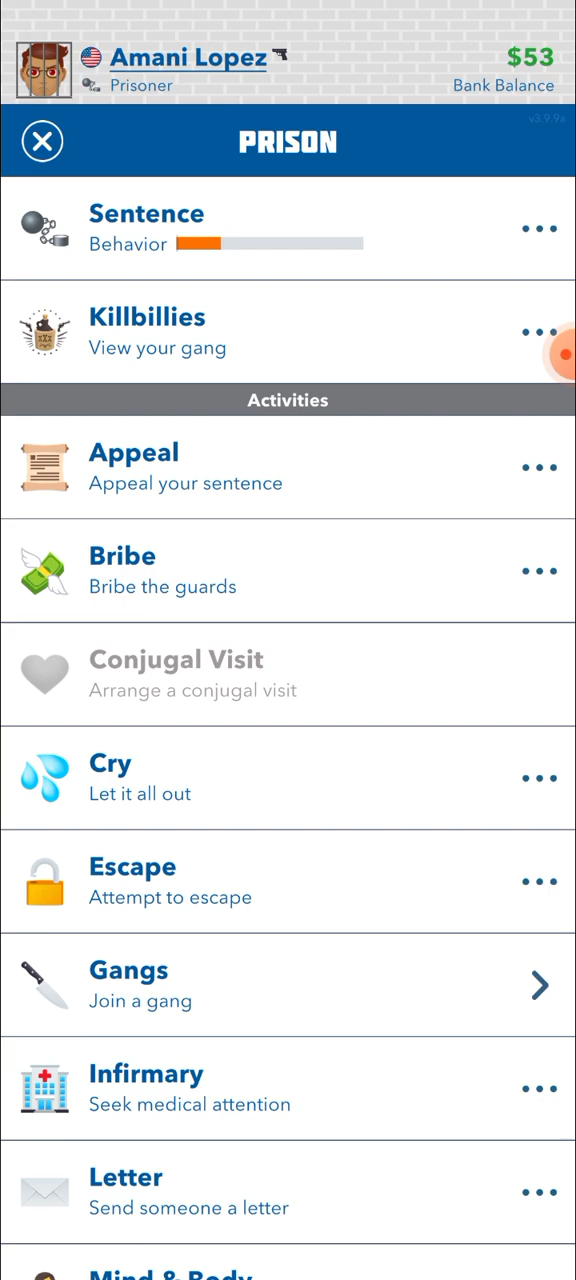 Amani Lopez
$53
Prisoner
Bank Balance
v3.9.9a
PRISON
Sentence
Behavior
Killbillies
View your gang
Activities
Appeal
Appeal your sentence
Bribe
Bribe the guards
Conjugal Visit
Arrange a conjugal visit
Cry
Let it all out
Escape
Attempt to escape
Gangs
Join a gang
Infirmary
Seek medical attention
Letter
Send someone a letter
Mind & Body